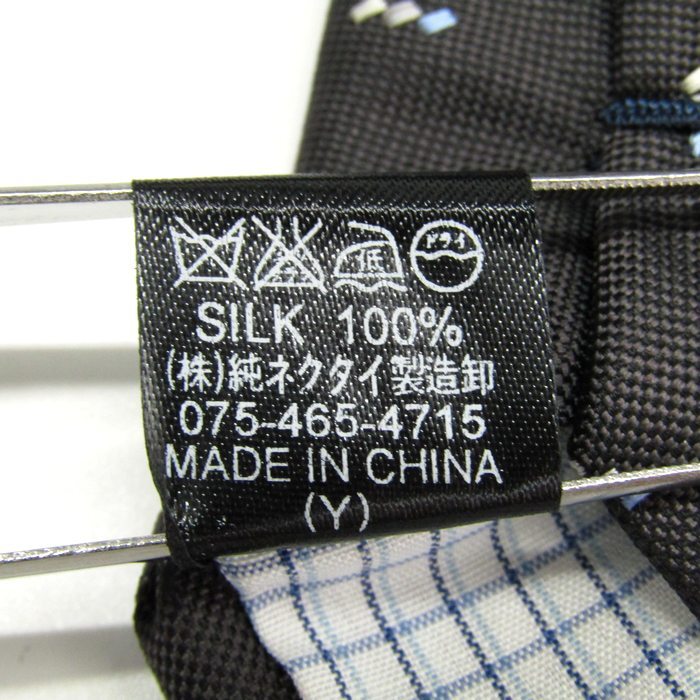 低 ドライ
SILK 100%
(株)純ネクタイ製造卸
075-465-4715
MADE IN CHINA
(Y)